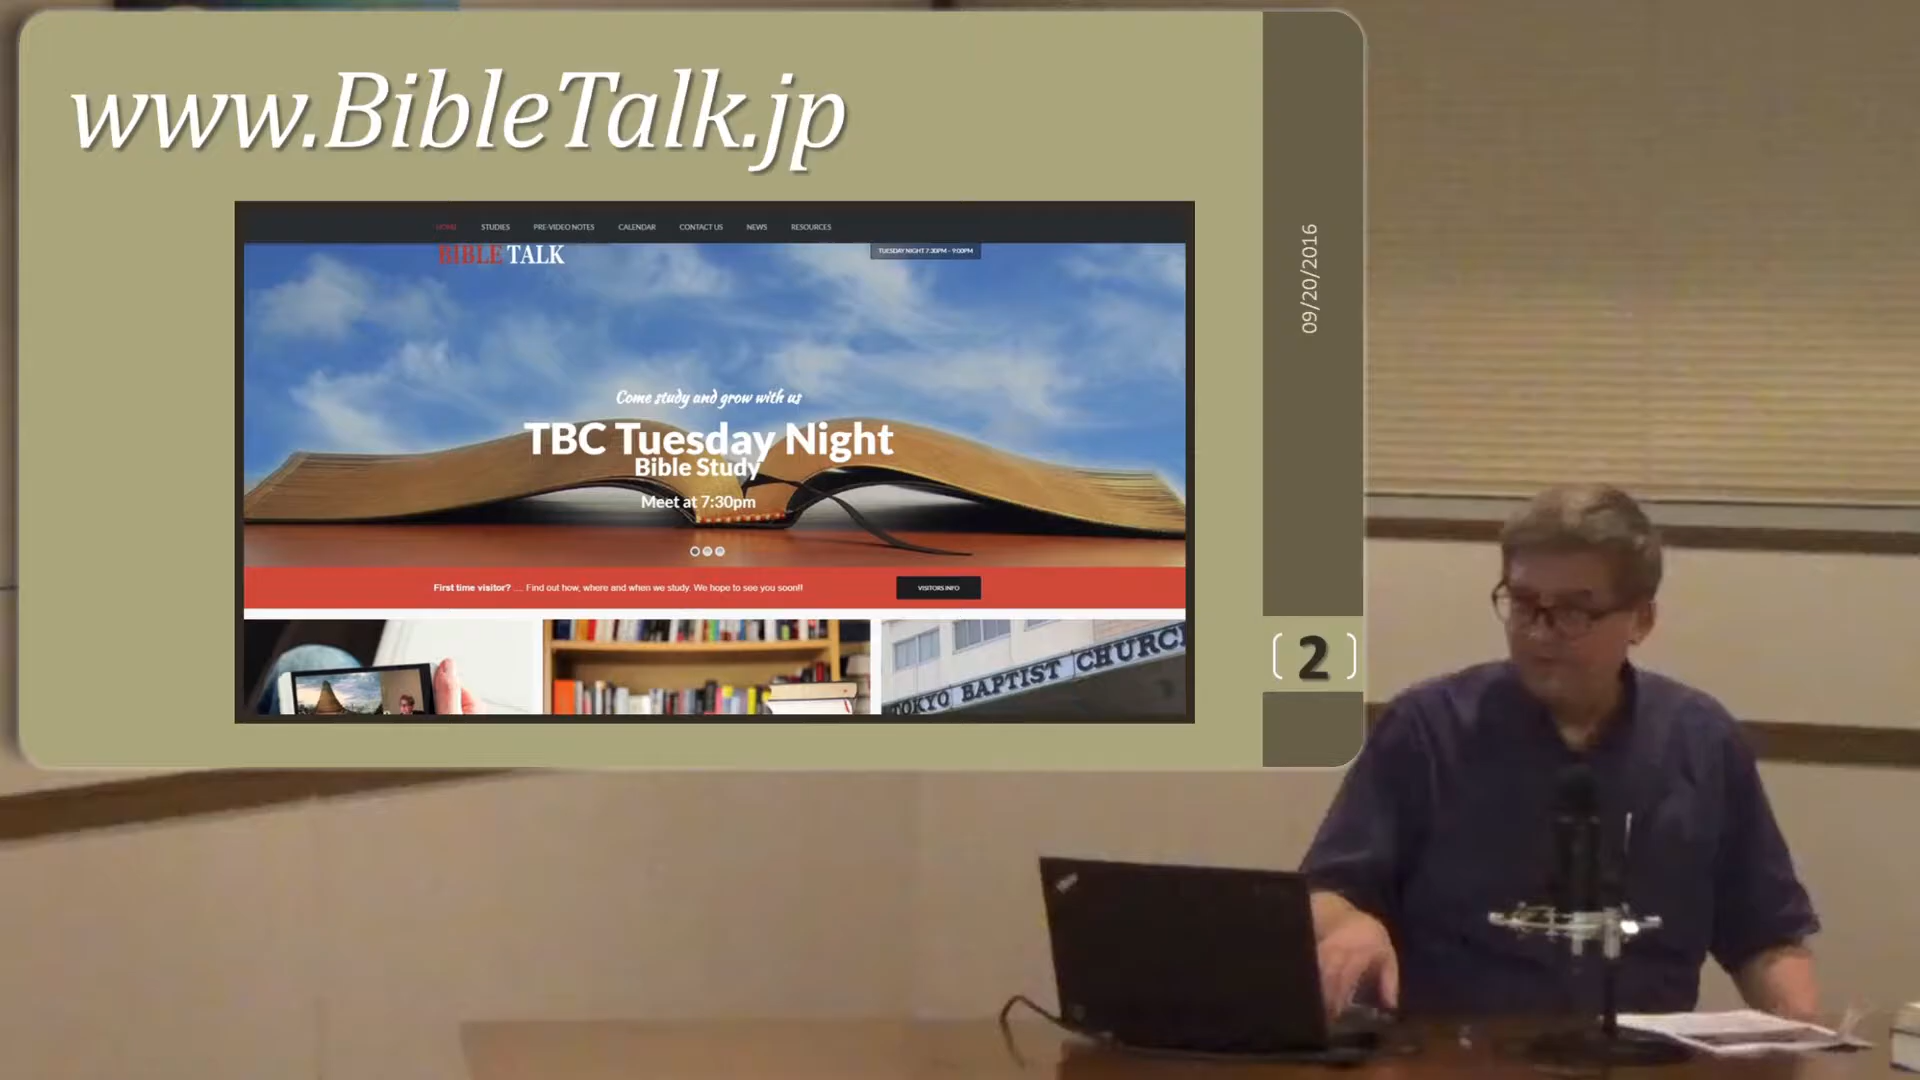 www.BibleTalk.jp
HOME STUDIES PRE-VIDEO NOTES CALENDAR CONTACT US NEWS RESOURCES
BIBLE TALK
TUESDAY NIGHT 7:30PM - 9:00PM
Come study and grow with us
TBC Tuesday Night
Bible Study
Meet at 7:30pm
First time visitor? .... Find out how, where and when we study. We hope to see you soon!!
VISITORS INFO
TOKYO BAPTIST CHURC
09/20/2016
2